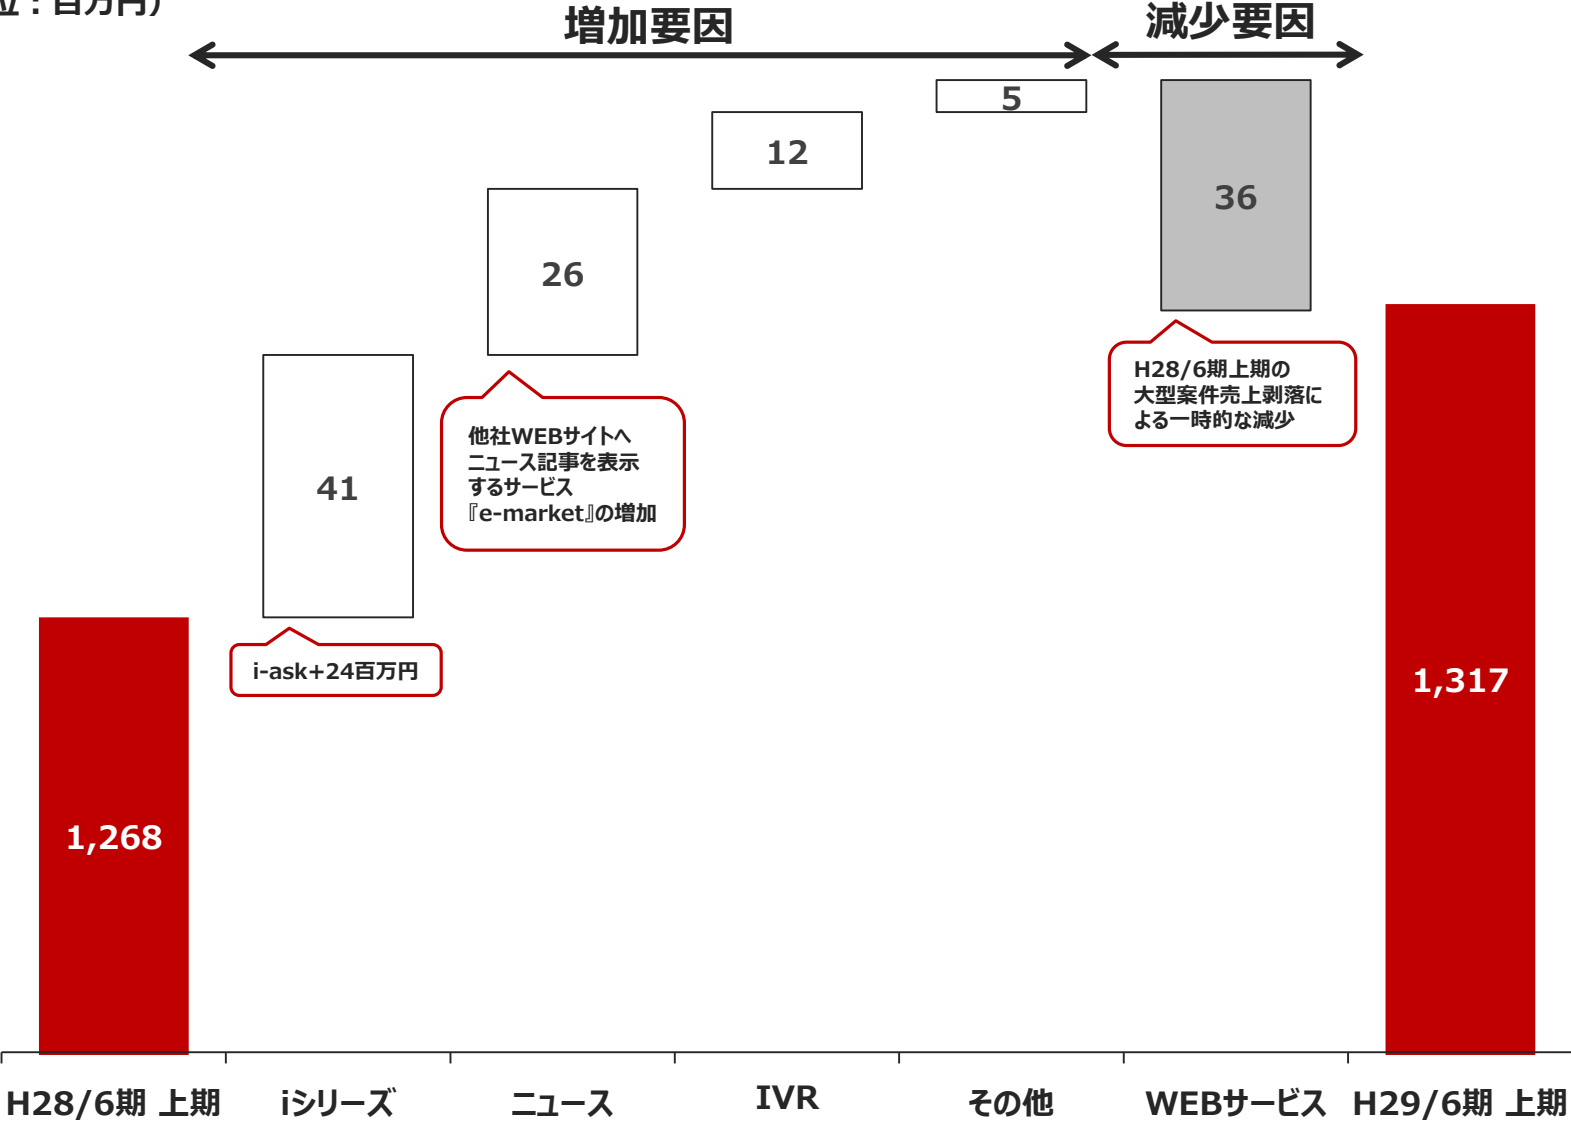 位：百万円）
増加要因
減少要因
5
12
36
26
H28/6期上期の
大型案件売上剥落に
よる一時的な減少
他社WEBサイトへ
ニュース記事を表示
するサービス
『e-market』の増加
41
i-ask+24百万円
1,317
1,268
H28/6期 上期
iシリーズ
ニュース
IVR
その他
WEBサービス
H29/6期 上期